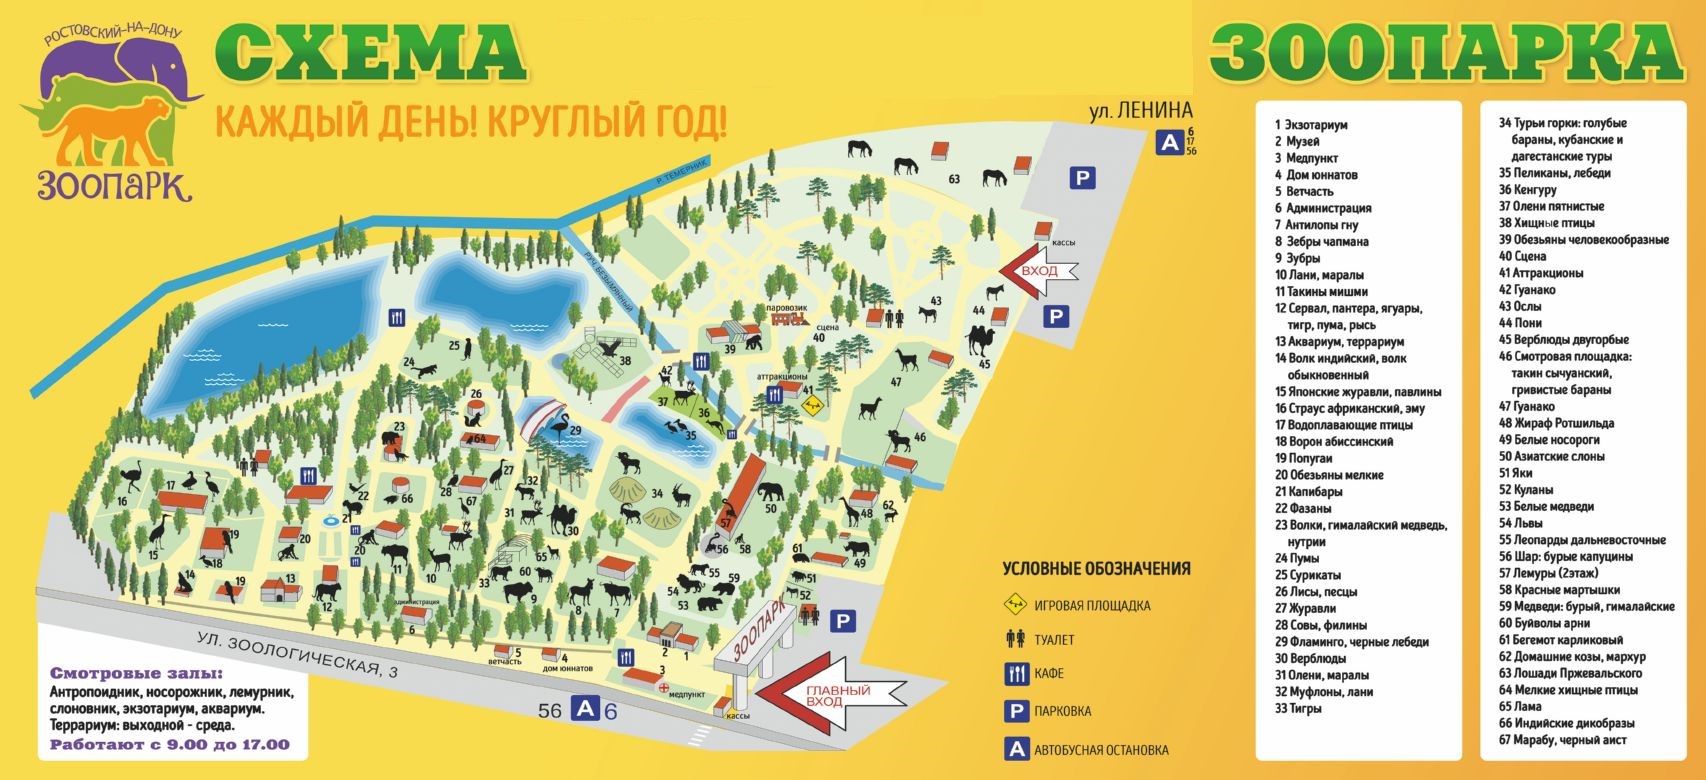 РОСТОВСКИЙ-НА-ДОНУ
ЗООПАРК
СХЕМА
ЗООПАРКА
КАЖДЫЙ ДЕНЬ! КРУГЛЫЙ ГОД!
ул. ЛЕНИНА
А
6
17
56
Р
Р. ТЕМЕРНИК
РУЧ. БЕЗЫМЯННЫЙ
63
кассы
ВХОД
Р
паровозик
сцена
40
43
44
45
39
38
42
37
36
35
аттракционы
41
47
46
25
24
26
64
23
29
28
27
67
32
31
30
34
22
66
21
20
20
16
17
15
19
18
14
19
13
12
11
10
33
65
60
9
8
7
50
57
56
58
48
62
61
49
51
52
55
54
59
53
администрация
6
ветчасть
5
дом юннатов
4
2
1
3
медпункт
кассы
ЗООПАРК
ГЛАВНЫЙ
ВХОД
Р
УЛ. ЗООЛОГИЧЕСКАЯ, 3
56 А 6
Смотровые залы:
Антропоидник, носорожник, лемурник,
слоновник, экзотариум, аквариум.
Террариум: выходной - среда.
Работают с 9.00 до 17.00
УСЛОВНЫЕ ОБОЗНАЧЕНИЯ
ИГРОВАЯ ПЛОЩАДКА
ТУАЛЕТ
КАФЕ
Р ПАРКОВКА
А АВТОБУСНАЯ ОСТАНОВКА
1 Экзотариум
2 Музей
3 Медпункт
4 Дом юннатов
5 Ветчасть
6 Администрация
7 Антилопы гну
8 Зебры чапмана
9 Зубры
10 Лани, маралы
11 Такины мишми
12 Сервал, пантера, ягуары,
тигр, пума, рысь
13 Аквариум, террариум
14 Волк индийский, волк
обыкновенный
15 Японские журавли, павлины
16 Страус африканский, эму
17 Водоплавающие птицы
18 Ворон абиссинский
19 Попугаи
20 Обезьяны мелкие
21 Капибары
22 Фазаны
23 Волки, гималайский медведь,
нутрии
24 Пумы
25 Сурикаты
26 Лисы, песцы
27 Журавли
28 Совы, филины
29 Фламинго, черные лебеди
30 Верблюды
31 Олени, маралы
32 Муфлоны, лани
33 Тигры
34 Турьи горки: голубые
бараны, кубанские и
дагестанские туры
35 Пеликаны, лебеди
36 Кенгуру
37 Олени пятнистые
38 Хищные птицы
39 Обезьяны человекообразные
40 Сцена
41 Аттракционы
42 Гуанако
43 Ослы
44 Пони
45 Верблюды двугорбые
46 Смотровая площадка:
такин сычуанский,
гривистые бараны
47 Гуанако
48 Жираф Ротшильда
49 Белые носороги
50 Азиатские слоны
51 Яки
52 Куланы
53 Белые медведи
54 Львы
55 Леопарды дальневосточные
56 Шар: бурые капуцины
57 Лемуры (2этаж)
58 Красные мартышки
59 Медведи: бурый, гималайские
60 Буйволы арни
61 Бегемот карликовый
62 Домашние козы, мархур
63 Лошади Пржевальского
64 Мелкие хищные птицы
65 Лама
66 Индийские дикобразы
67 Марабу, черный аист